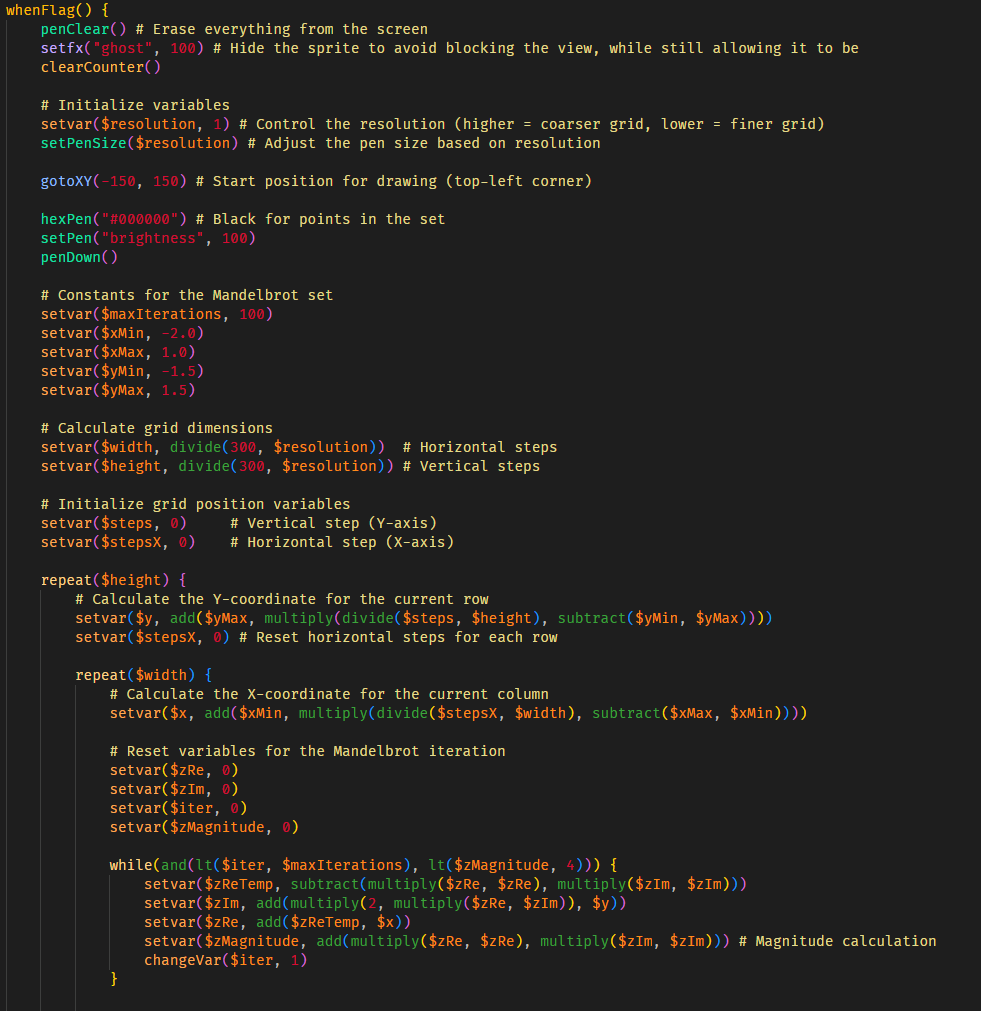 whenFlag() {
    penClear() # Erase everything from the screen
    setfx("ghost", 100) # Hide the sprite to avoid blocking the view, while still allowing it to be
    clearCounter()

    # Initialize variables
    setvar($resolution, 1) # Control the resolution (higher = coarser grid, lower = finer grid)
    setPenSize($resolution) # Adjust the pen size based on resolution

    gotoXY(-150, 150) # Start position for drawing (top-left corner)

    hexPen("#000000") # Black for points in the set
    setPen("brightness", 100)
    penDown()

    # Constants for the Mandelbrot set
    setvar($maxIterations, 100)
    setvar($xMin, -2.0)
    setvar($xMax, 1.0)
    setvar($yMin, -1.5)
    setvar($yMax, 1.5)

    # Calculate grid dimensions
    setvar($width, divide(300, $resolution))  # Horizontal steps
    setvar($height, divide(300, $resolution)) # Vertical steps

    # Initialize grid position variables
    setvar($steps, 0)     # Vertical step (Y-axis)
    setvar($stepsX, 0)    # Horizontal step (X-axis)

    repeat($height) {
        # Calculate the Y-coordinate for the current row
        setvar($y, add($yMax, multiply(divide($steps, $height), subtract($yMin, $yMax))))
        setvar($stepsX, 0) # Reset horizontal steps for each row

        repeat($width) {
            # Calculate the X-coordinate for the current column
            setvar($x, add($xMin, multiply(divide($stepsX, $width), subtract($xMax, $xMin))))

            # Reset variables for the Mandelbrot iteration
            setvar($zRe, 0)
            setvar($zIm, 0)
            setvar($iter, 0)
            setvar($zMagnitude, 0)

            while(and(lt($iter, $maxIterations), lt($zMagnitude, 4))) {
                setvar($zReTemp, subtract(multiply($zRe, $zRe), multiply($zIm, $zIm)))
                setvar($zIm, add(multiply(2, multiply($zRe, $zIm)), $y))
                setvar($zRe, add($zReTemp, $x))
                setvar($zMagnitude, add(multiply($zRe, $zRe), multiply($zIm, $zIm))) # Magnitude calculation
                changeVar($iter, 1)
            }